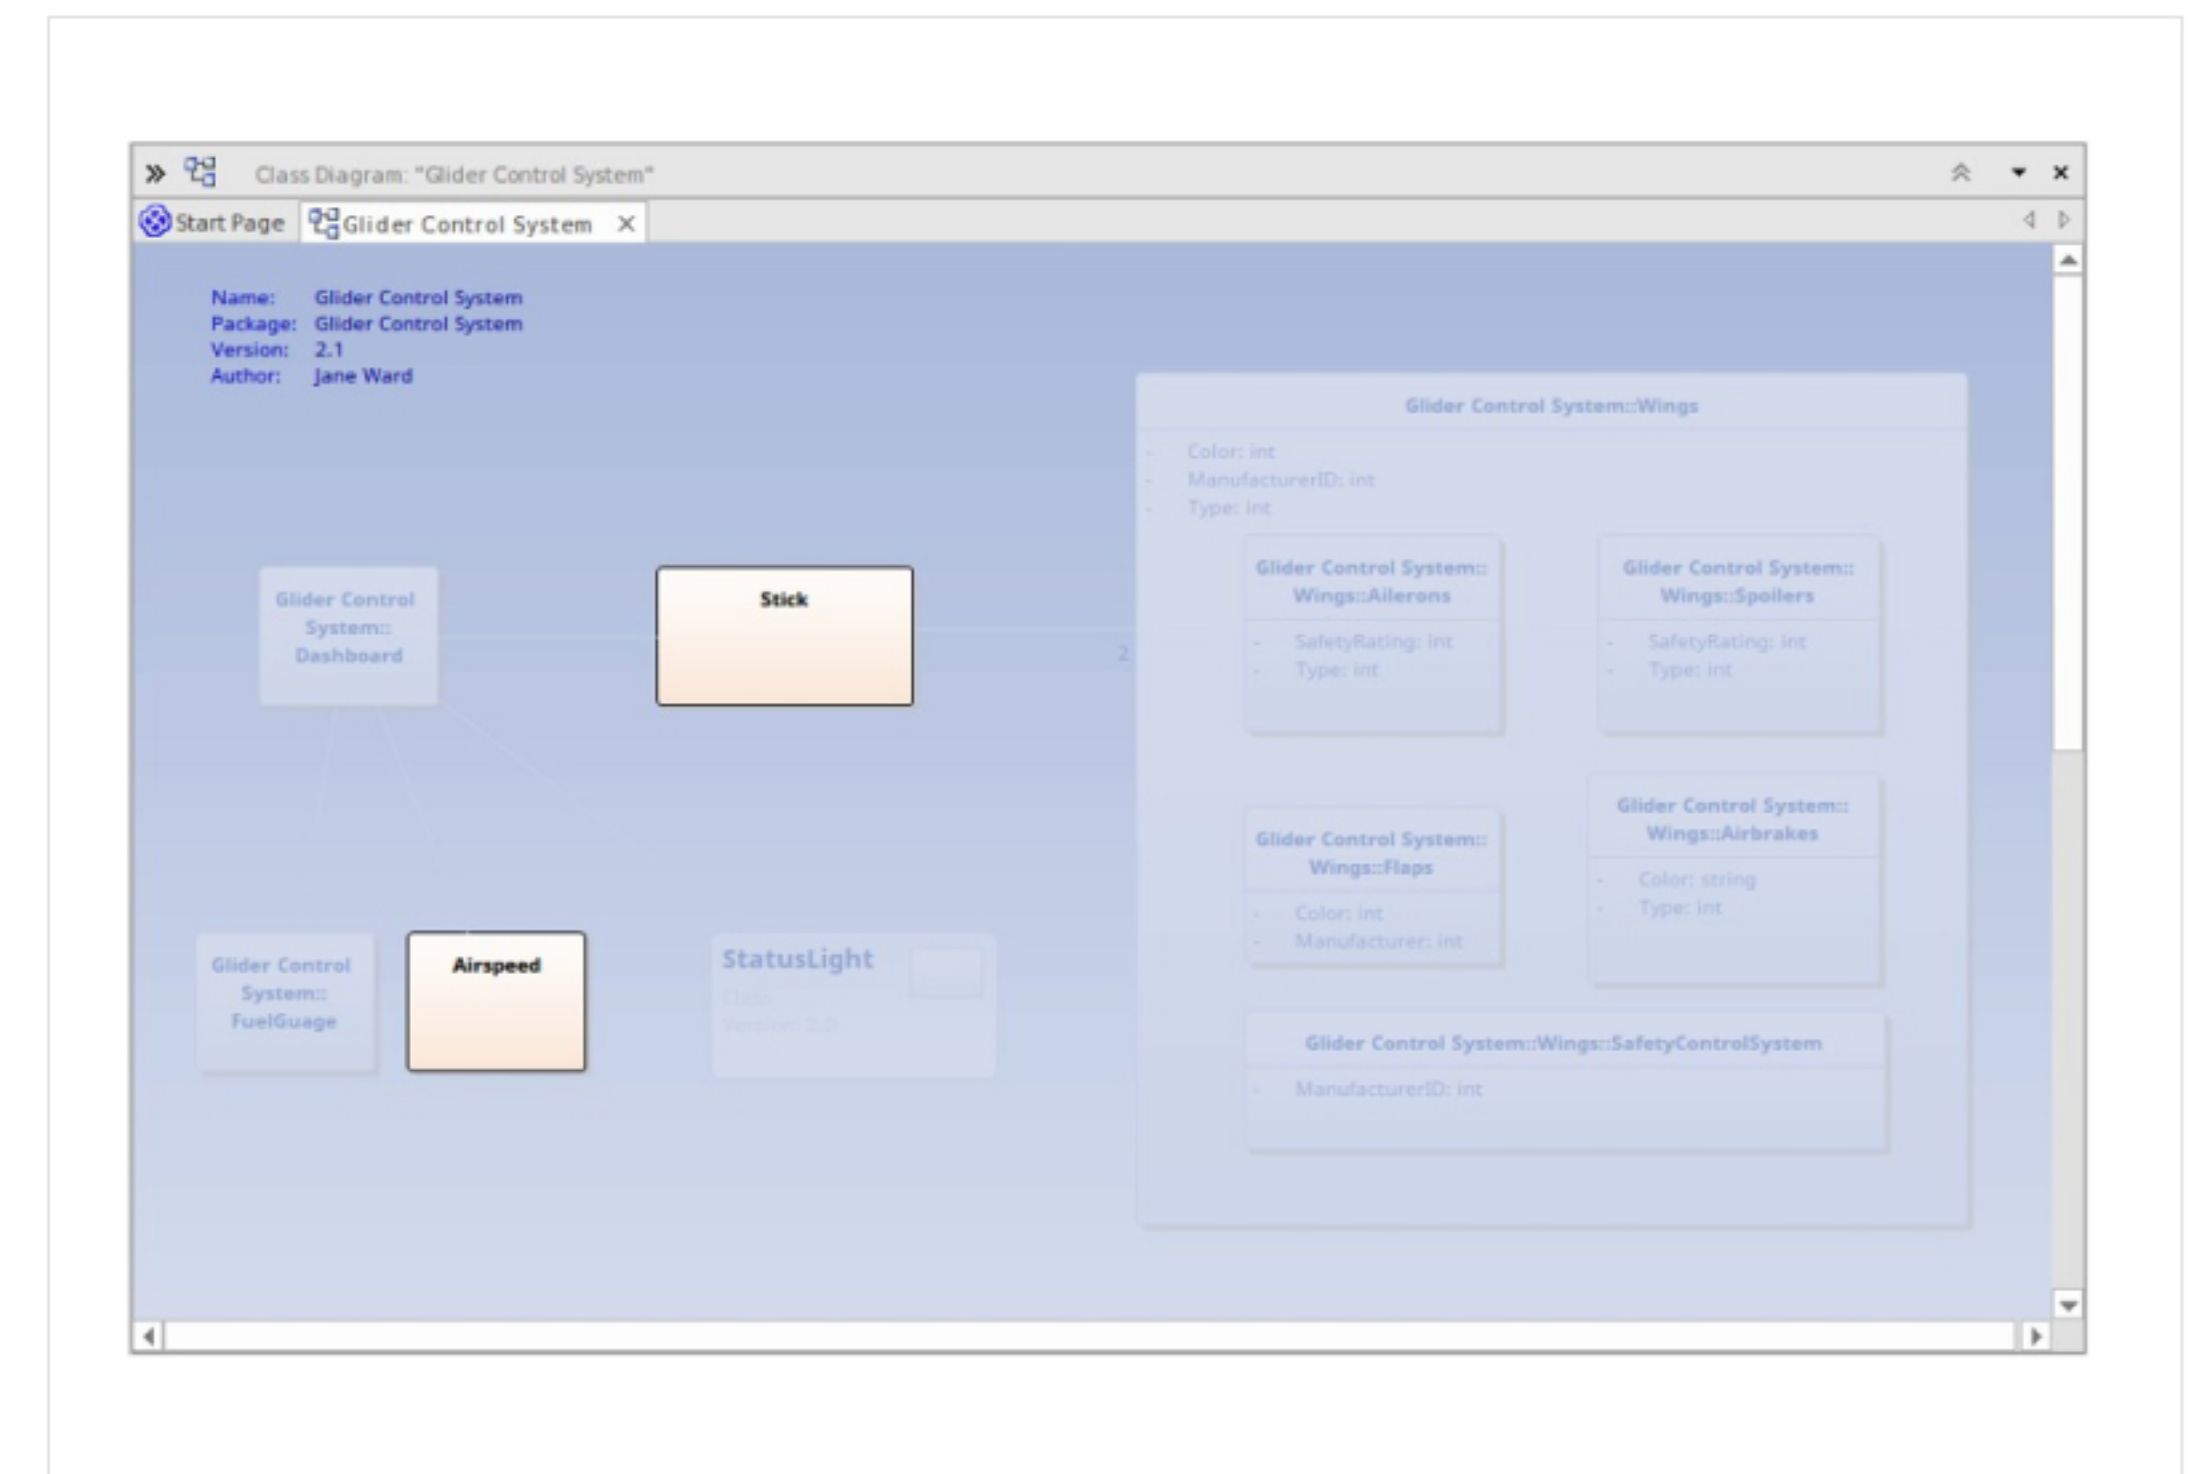 Class Diagram: "Glider Control System"
Start Page
Glider Control System
Name: Glider Control System
Package: Glider Control System
Version: 2.1
Author: Jane Ward
Glider Control System::Wings
- Color: int
- ManufacturerID: int
- Type: int
Glider Control
System::
Dashboard
Stick
2
Glider Control System::
Wings::Ailerons
- SafetyRating: int
- Type: int
Glider Control System::
Wings::Spoilers
- SafetyRating: int
- Type: int
Glider Control System::
Wings::Flaps
- Color: int
- Manufacturer: int
Glider Control System::
Wings::Airbrakes
- Color: string
- Type: int
Glider Control
System::
FuelGuage
Airspeed
StatusLight
Class
Version: 2.0
Glider Control System::Wings::SafetyControlSystem
- ManufacturerID: int